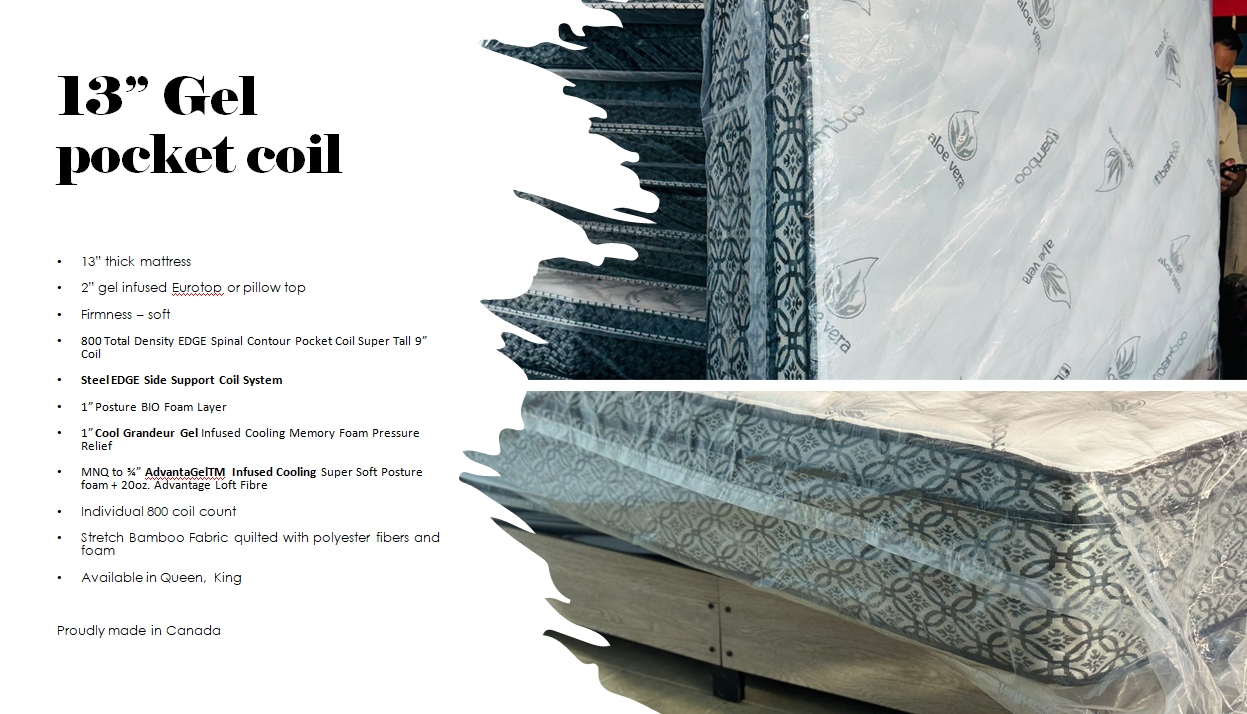 13” Gel
pocket coil
• 13” thick mattress
• 2” gel infused Eurotop or pillow top
• Firmness – soft
• 800 Total Density EDGE Spinal Contour Pocket Coil Super Tall 9”
Coil
• Steel EDGE Side Support Coil System
• 1” Posture BIO Foam Layer
• 1” Cool Grandeur Gel Infused Cooling Memory Foam Pressure
Relief
• MNQ to ¾” AdvantaGelTM Infused Cooling Super Soft Posture
foam + 20oz. Advantage Loft Fibre
• Individual 800 coil count
• Stretch Bamboo Fabric quilted with polyester fibers and
foam
• Available in Queen, King
Proudly made in Canada
aloe vera
bamboo
aloe vera
aloe vera
vera
bamboo